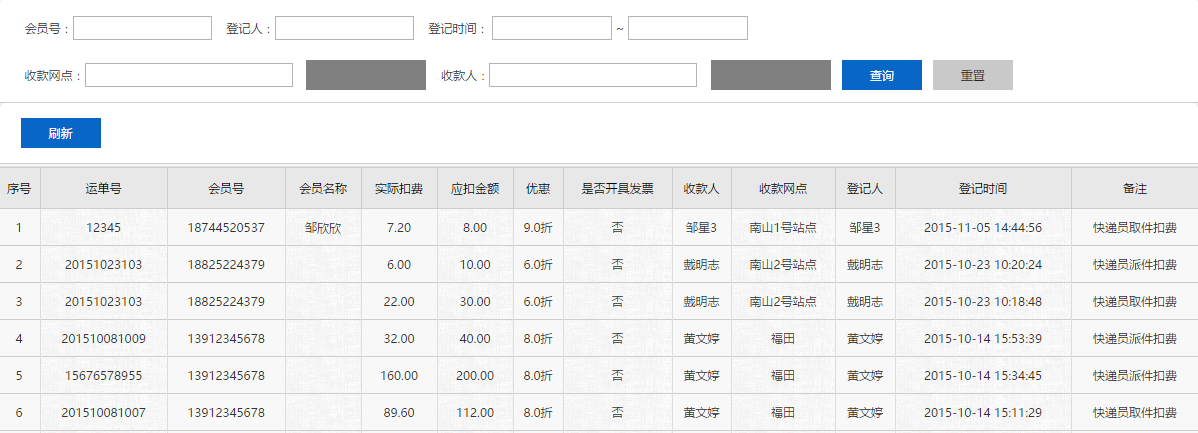 会员号： 登记人： 登记时间： ~
收款网点： 收款人： 查询 重置
刷新
序号 运单号 会员号 会员名称 实际扣费 应扣金额 优惠 是否开具发票 收款人 收款网点 登记人 登记时间 备注
1 12345 18744520537 邹欣欣 7.20 8.00 9.0折 否 邹星3 南山1号站点 邹星3 2015-11-05 14:44:56 快递员取件扣费
2 20151023103 18825224379 6.00 10.00 6.0折 否 戴明志 南山2号站点 戴明志 2015-10-23 10:20:24 快递员派件扣费
3 20151023103 18825224379 22.00 30.00 6.0折 否 戴明志 南山2号站点 戴明志 2015-10-23 10:18:48 快递员取件扣费
4 201510081009 13912345678 32.00 40.00 8.0折 否 黄文婷 福田 黄文婷 2015-10-14 15:53:39 快递员取件扣费
5 15676578955 13912345678 160.00 200.00 8.0折 否 黄文婷 福田 黄文婷 2015-10-14 15:34:45 快递员派件扣费
6 201510081007 13912345678 89.60 112.00 8.0折 否 黄文婷 福田 黄文婷 2015-10-14 15:11:29 快递员取件扣费